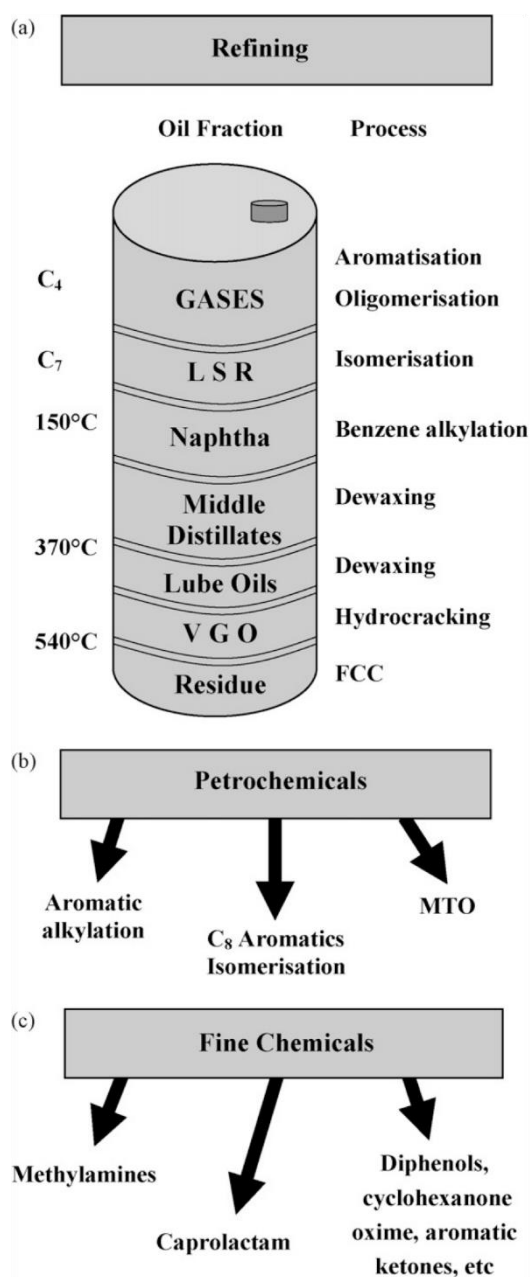 (a)
Refining
Oil Fraction Process
Aromatisation
C₄
GASES
Oligomerisation
C₇
L S R
Isomerisation
150°C
Naphtha
Benzene alkylation
Middle
Distillates
Dewaxing
370°C
Lube Oils
Dewaxing
V G O
Hydrocracking
540°C
Residue
FCC
(b)
Petrochemicals
Aromatic
alkylation
C₈ Aromatics
Isomerisation
MTO
(c)
Fine Chemicals
Methylamines
Caprolactam
Diphenols,
cyclohexanone
oxime, aromatic
ketones, etc